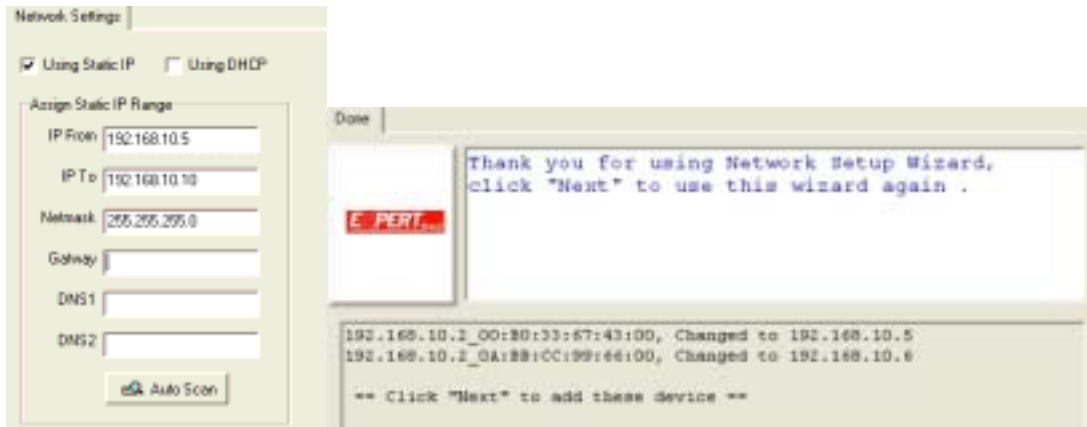 Network Settings
Using Static IP
Using DHCP
Assign Static IP Range
IP From 192.168.10.5
IP To 192.168.10.10
Netmask 255.255.255.0
Gatway
DNS1
DNS2
Auto Scan
Done
Thank you for using Network Setup Wizard,
click "Next" to use this wizard again .
192.168.10.2_00:B0:33:67:43:00, Changed to 192.168.10.5
192.168.10.2_0A:BB:CC:99:66:00, Changed to 192.168.10.6
== Click "Next" to add these device ==